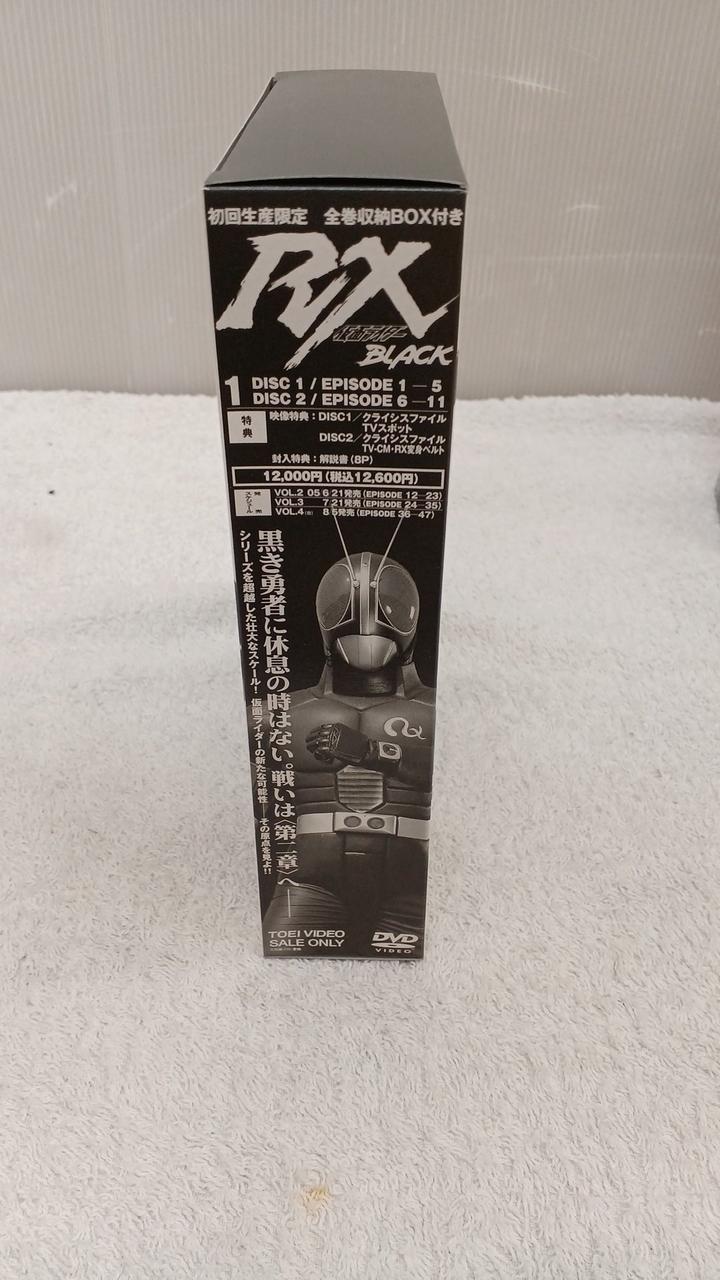 初回生産限定　全巻収納BOX付き
RX
仮面ライダー
BLACK
1 DISC 1 / EPISODE 1—5
DISC 2 / EPISODE 6—11
特典
映像特典：DISC1／クライシスファイル
TVスポット
DISC2／クライシスファイル
TV-CM・RX変身ベルト
封入特典：解説書(8P)
12,000円(税込12,600円)
発売スケジュール
VOL.2 05 6 21発売(EPISODE 12—23)
VOL.3 7 21発売(EPISODE 24—35)
VOL.4 8 5発売(EPISODE 36—47)
黒き勇者に休息の時はない。戦いは〈第二章〉へ——
シリーズを超越した壮大なスケール！ 仮面ライダーの新たな可能性——その原点を見よ!!
TOEI VIDEO
SALE ONLY
DVD
VIDEO